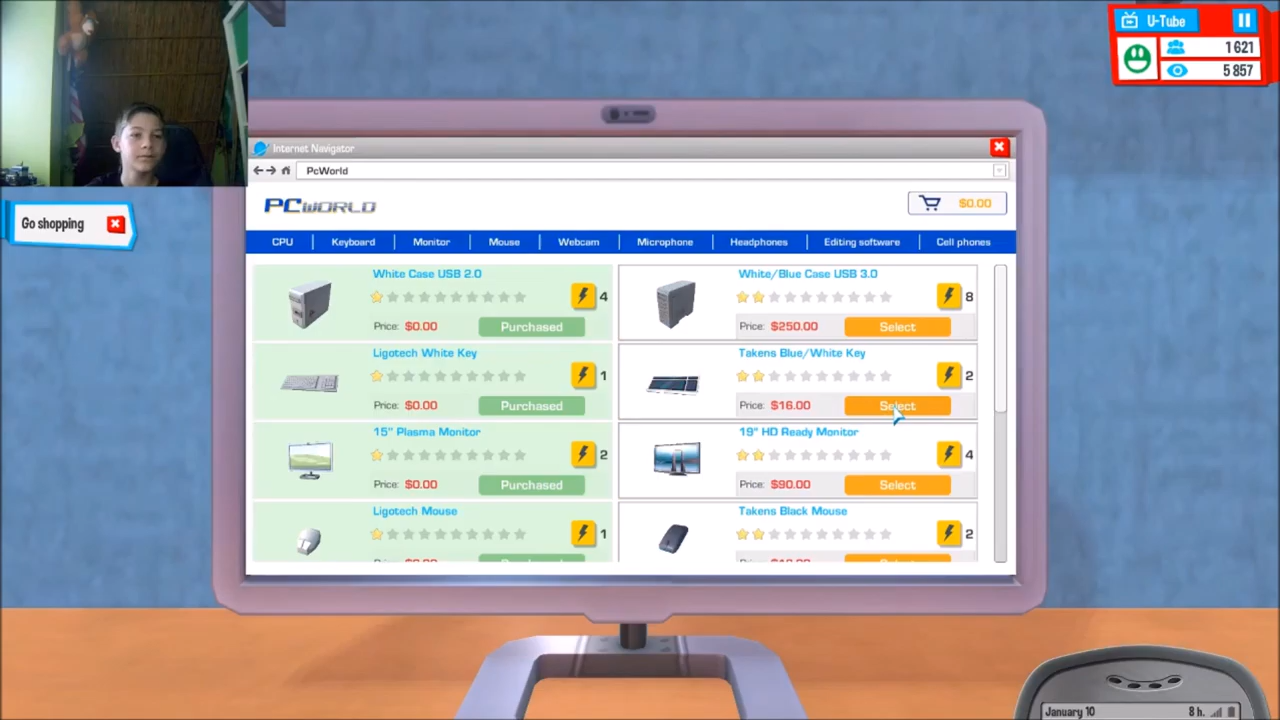 U-Tube
1 621
5 857
Internet Navigator
PcWorld
Go shopping
PCWORLD
$0.00
CPU | Keyboard | Monitor | Mouse | Webcam | Microphone | Headphones | Editing software | Cell phones
White Case USB 2.0
4
Price: $0.00 Purchased
White/Blue Case USB 3.0
8
Price: $250.00 Select
Ligotech White Key
1
Price: $0.00 Purchased
Takens Blue/White Key
2
Price: $16.00 Select
15" Plasma Monitor
2
Price: $0.00 Purchased
19" HD Ready Monitor
4
Price: $90.00 Select
Ligotech Mouse
1
Takens Black Mouse
2
January 10 8 h.